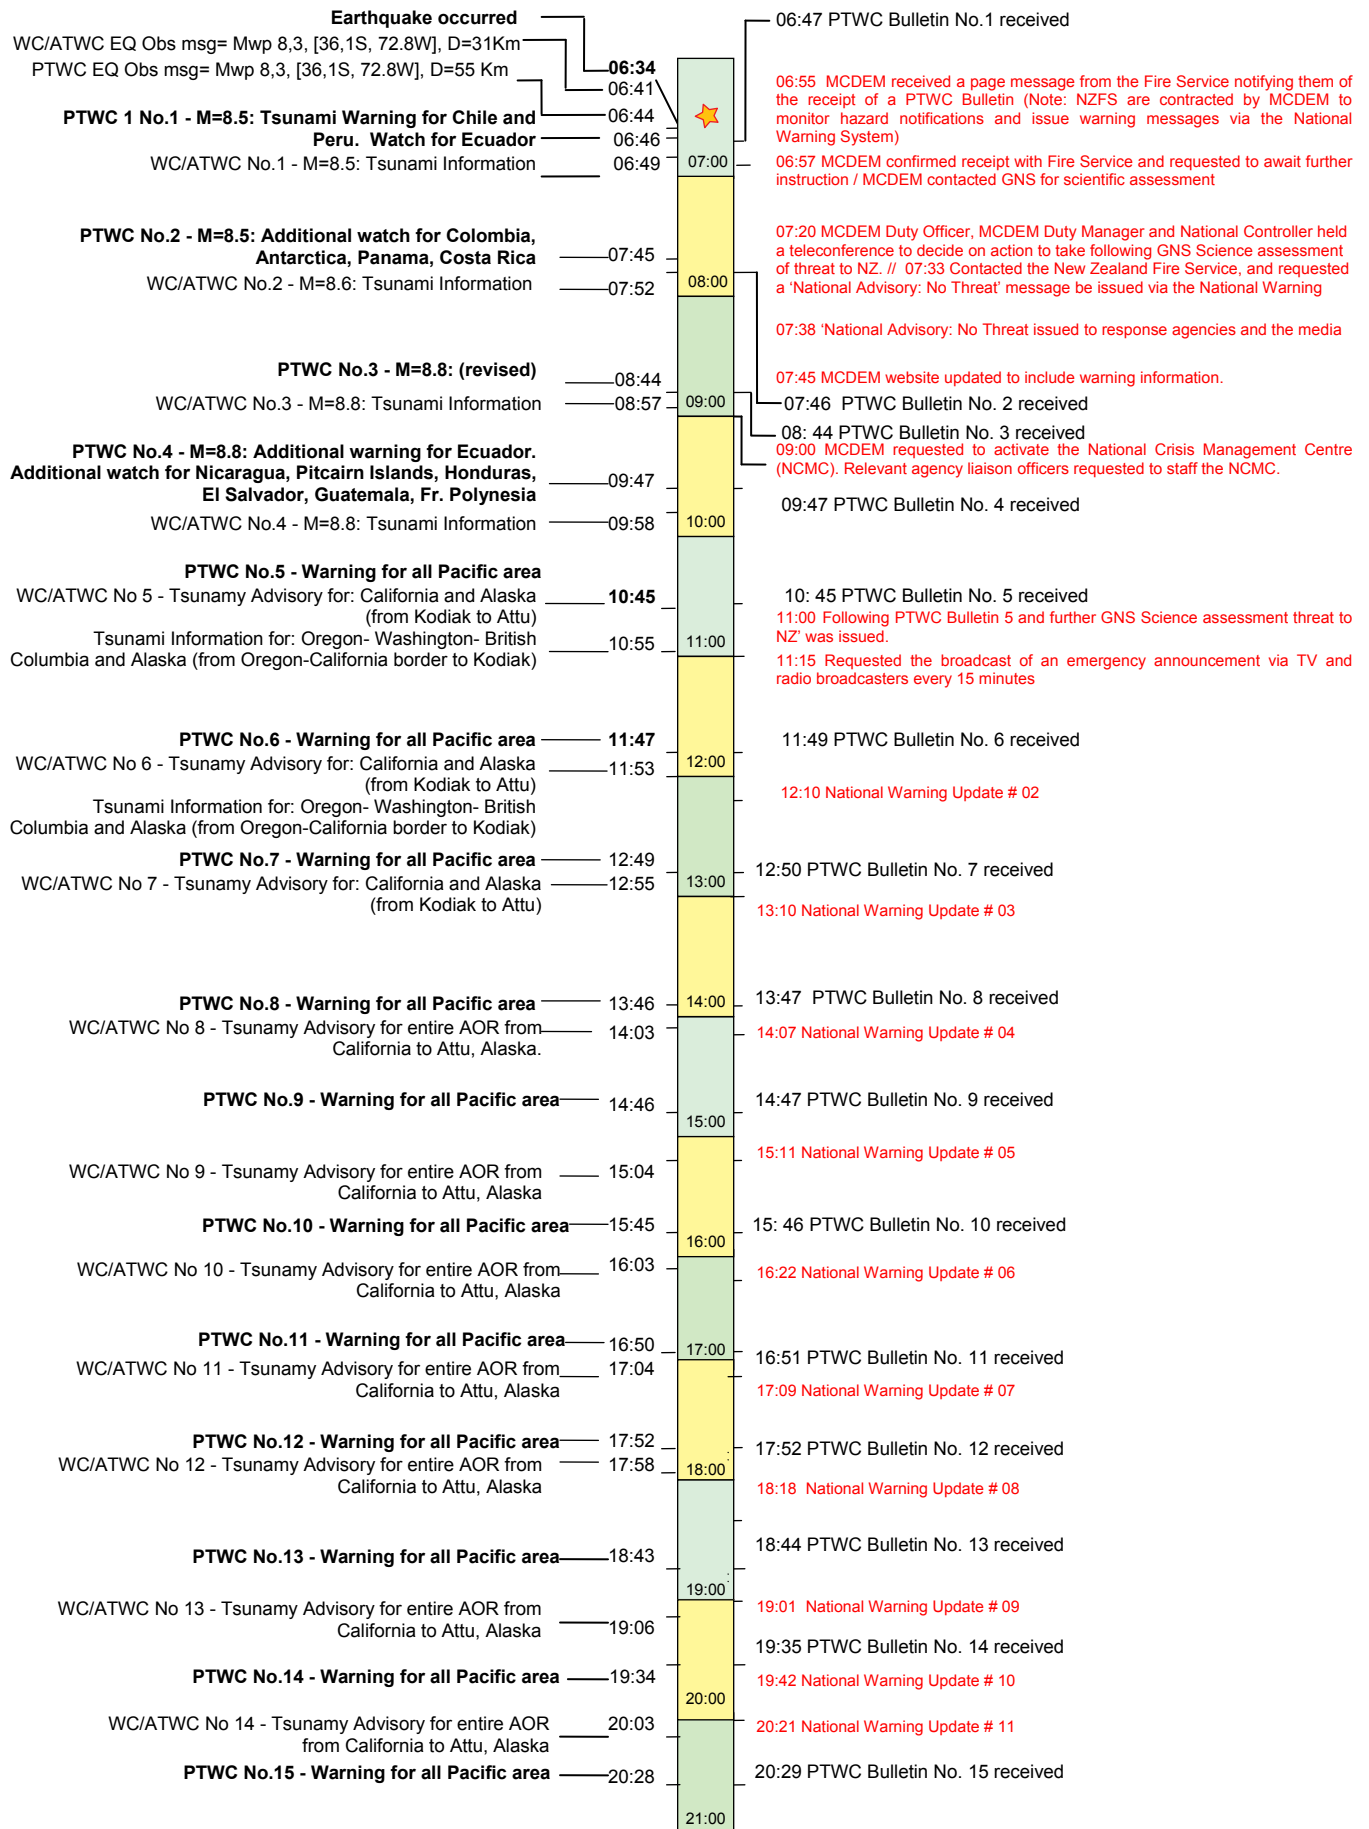 Earthquake occurred
WC/ATWC EQ Obs msg= Mwp 8,3, [36,1S, 72.8W], D=31Km
PTWC EQ Obs msg= Mwp 8,3, [36,1S, 72.8W], D=55 Km
06:34
06:41
PTWC 1 No.1 - M=8.5: Tsunami Warning for Chile and
Peru.  Watch for Ecuador
06:44
06:46
WC/ATWC No.1 - M=8.5: Tsunami Information
06:49
07:00
06:47 PTWC Bulletin No.1 received
06:55  MCDEM received a page message from the Fire Service notifying them of
the receipt of a PTWC Bulletin (Note: NZFS are contracted by MCDEM to
monitor hazard notifications and issue warning messages via the National
Warning System)
06:57 MCDEM confirmed receipt with Fire Service and requested to await further
instruction / MCDEM contacted GNS for scientific assessment
PTWC No.2 - M=8.5: Additional watch for Colombia,
Antarctica, Panama, Costa Rica
07:45
WC/ATWC No.2 - M=8.6: Tsunami Information
07:52
08:00
07:20 MCDEM Duty Officer, MCDEM Duty Manager and National Controller held
a teleconference to decide on action to take following GNS Science assessment
of threat to NZ. //  07:33 Contacted the New Zealand Fire Service, and requested
a ‘National Advisory: No Threat’ message be issued via the National Warning
07:38 ‘National Advisory: No Threat issued to response agencies and the media
PTWC No.3 - M=8.8: (revised)
08:44
WC/ATWC No.3 - M=8.8: Tsunami Information
08:57
09:00
07:45 MCDEM website updated to include warning information.
07:46  PTWC Bulletin No. 2 received
08: 44 PTWC Bulletin No. 3 received
09:00 MCDEM requested to activate the National Crisis Management Centre
(NCMC). Relevant agency liaison officers requested to staff the NCMC.
PTWC No.4 - M=8.8: Additional warning for Ecuador.
Additional watch for Nicaragua, Pitcairn Islands, Honduras,
El Salvador, Guatemala, Fr. Polynesia
09:47
WC/ATWC No.4 - M=8.8: Tsunami Information
09:58
10:00
09:47 PTWC Bulletin No. 4 received
PTWC No.5 - Warning for all Pacific area
WC/ATWC No 5 - Tsunamy Advisory for: California and Alaska
(from Kodiak to Attu)
10:45
Tsunami Information for: Oregon- Washington- British
Columbia and Alaska (from Oregon-California border to Kodiak)
10:55
11:00
10: 45 PTWC Bulletin No. 5 received
11:00 Following PTWC Bulletin 5 and further GNS Science assessment threat to
NZ’ was issued.
11:15 Requested the broadcast of an emergency announcement via TV and
radio broadcasters every 15 minutes
PTWC No.6 - Warning for all Pacific area
11:47
WC/ATWC No 6 - Tsunamy Advisory for: California and Alaska
(from Kodiak to Attu)
11:53
12:00
11:49 PTWC Bulletin No. 6 received
Tsunami Information for: Oregon- Washington- British
Columbia and Alaska (from Oregon-California border to Kodiak)
12:10 National Warning Update # 02
PTWC No.7 - Warning for all Pacific area
12:49
WC/ATWC No 7 - Tsunamy Advisory for: California and Alaska
(from Kodiak to Attu)
12:55
13:00
12:50 PTWC Bulletin No. 7 received
13:10 National Warning Update # 03
PTWC No.8 - Warning for all Pacific area
13:46
14:00
13:47  PTWC Bulletin No. 8 received
WC/ATWC No 8 - Tsunamy Advisory for entire AOR from
California to Attu, Alaska.
14:03
14:07 National Warning Update # 04
PTWC No.9 - Warning for all Pacific area
14:46
15:00
14:47 PTWC Bulletin No. 9 received
WC/ATWC No 9 - Tsunamy Advisory for entire AOR from
California to Attu, Alaska
15:04
15:11 National Warning Update # 05
PTWC No.10 - Warning for all Pacific area
15:45
16:00
15: 46 PTWC Bulletin No. 10 received
WC/ATWC No 10 - Tsunamy Advisory for entire AOR from
California to Attu, Alaska
16:03
16:22 National Warning Update # 06
PTWC No.11 - Warning for all Pacific area
16:50
17:00
16:51 PTWC Bulletin No. 11 received
WC/ATWC No 11 - Tsunamy Advisory for entire AOR from
California to Attu, Alaska
17:04
17:09 National Warning Update # 07
PTWC No.12 - Warning for all Pacific area
17:52
17:52 PTWC Bulletin No. 12 received
WC/ATWC No 12 - Tsunamy Advisory for entire AOR from
California to Attu, Alaska
17:58
18:00
18:18  National Warning Update # 08
PTWC No.13 - Warning for all Pacific area
18:43
19:00
18:44 PTWC Bulletin No. 13 received
WC/ATWC No 13 - Tsunamy Advisory for entire AOR from
California to Attu, Alaska
19:06
19:01  National Warning Update # 09
19:35 PTWC Bulletin No. 14 received
PTWC No.14 - Warning for all Pacific area
19:34
20:00
19:42 National Warning Update # 10
WC/ATWC No 14 - Tsunamy Advisory for entire AOR
from California to Attu, Alaska
20:03
20:21 National Warning Update # 11
PTWC No.15 - Warning for all Pacific area
20:28
20:29 PTWC Bulletin No. 15 received
21:00